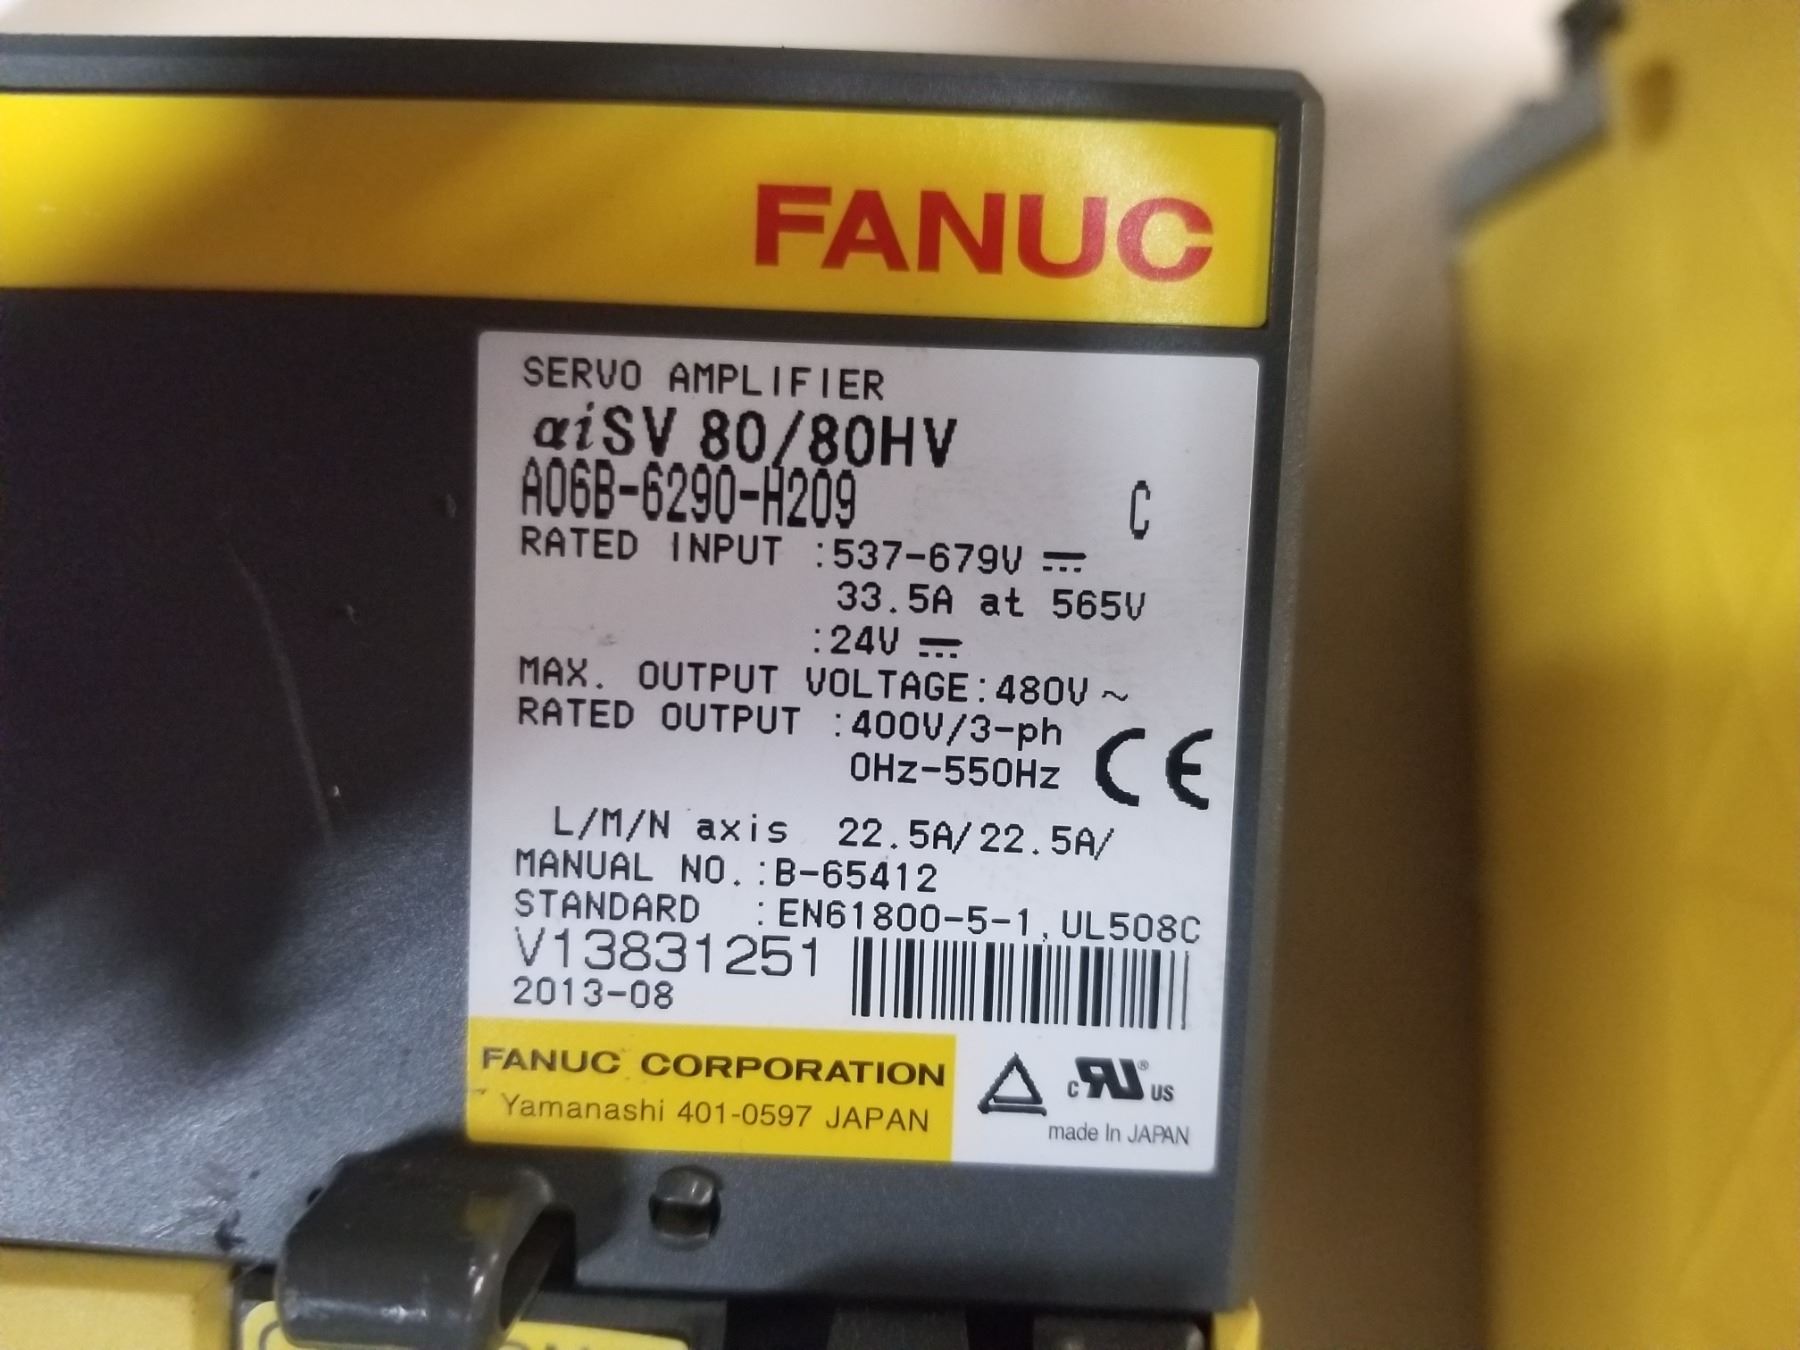 FANUC
SERVO AMPLIFIER
αiSV 80/80HV
A06B-6290-H209 C
RATED INPUT :537-679V ⎓
33.5A at 565V
:24V ⎓
MAX. OUTPUT VOLTAGE:480V~
RATED OUTPUT :400V/3-ph
0Hz-550Hz CE
L/M/N axis 22.5A/22.5A/
MANUAL NO.:B-65412
STANDARD :EN61800-5-1,UL508C
V13831251
2013-08
FANUC CORPORATION
Yamanashi 401-0597 JAPAN
c RU ® US
made In JAPAN